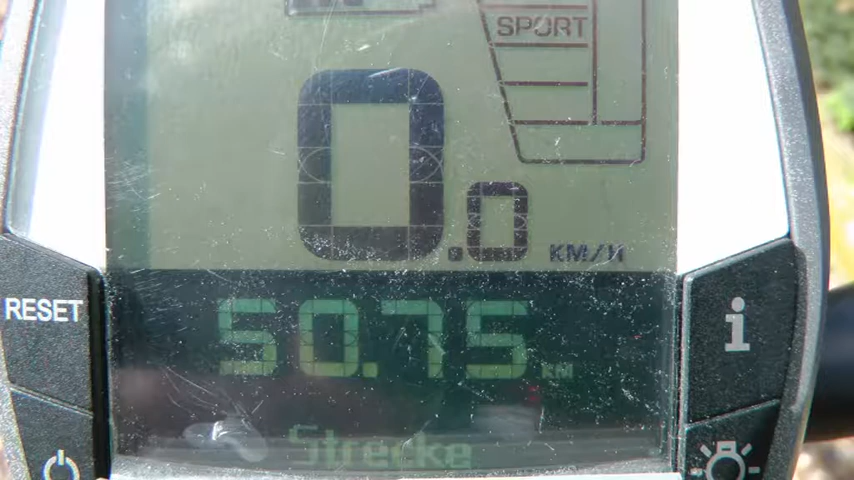 SPORT
0.0 KM/H
RESET
50.75 KM
i
Strecke